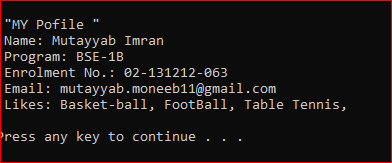 "MY Pofile "
Name: Mutayyab Imran
Program: BSE-1B
Enrolment No.: 02-131212-063
Email: mutayyab.moneeb11@gmail.com
Likes: Basket-ball, FootBall, Table Tennis,
Press any key to continue . . .